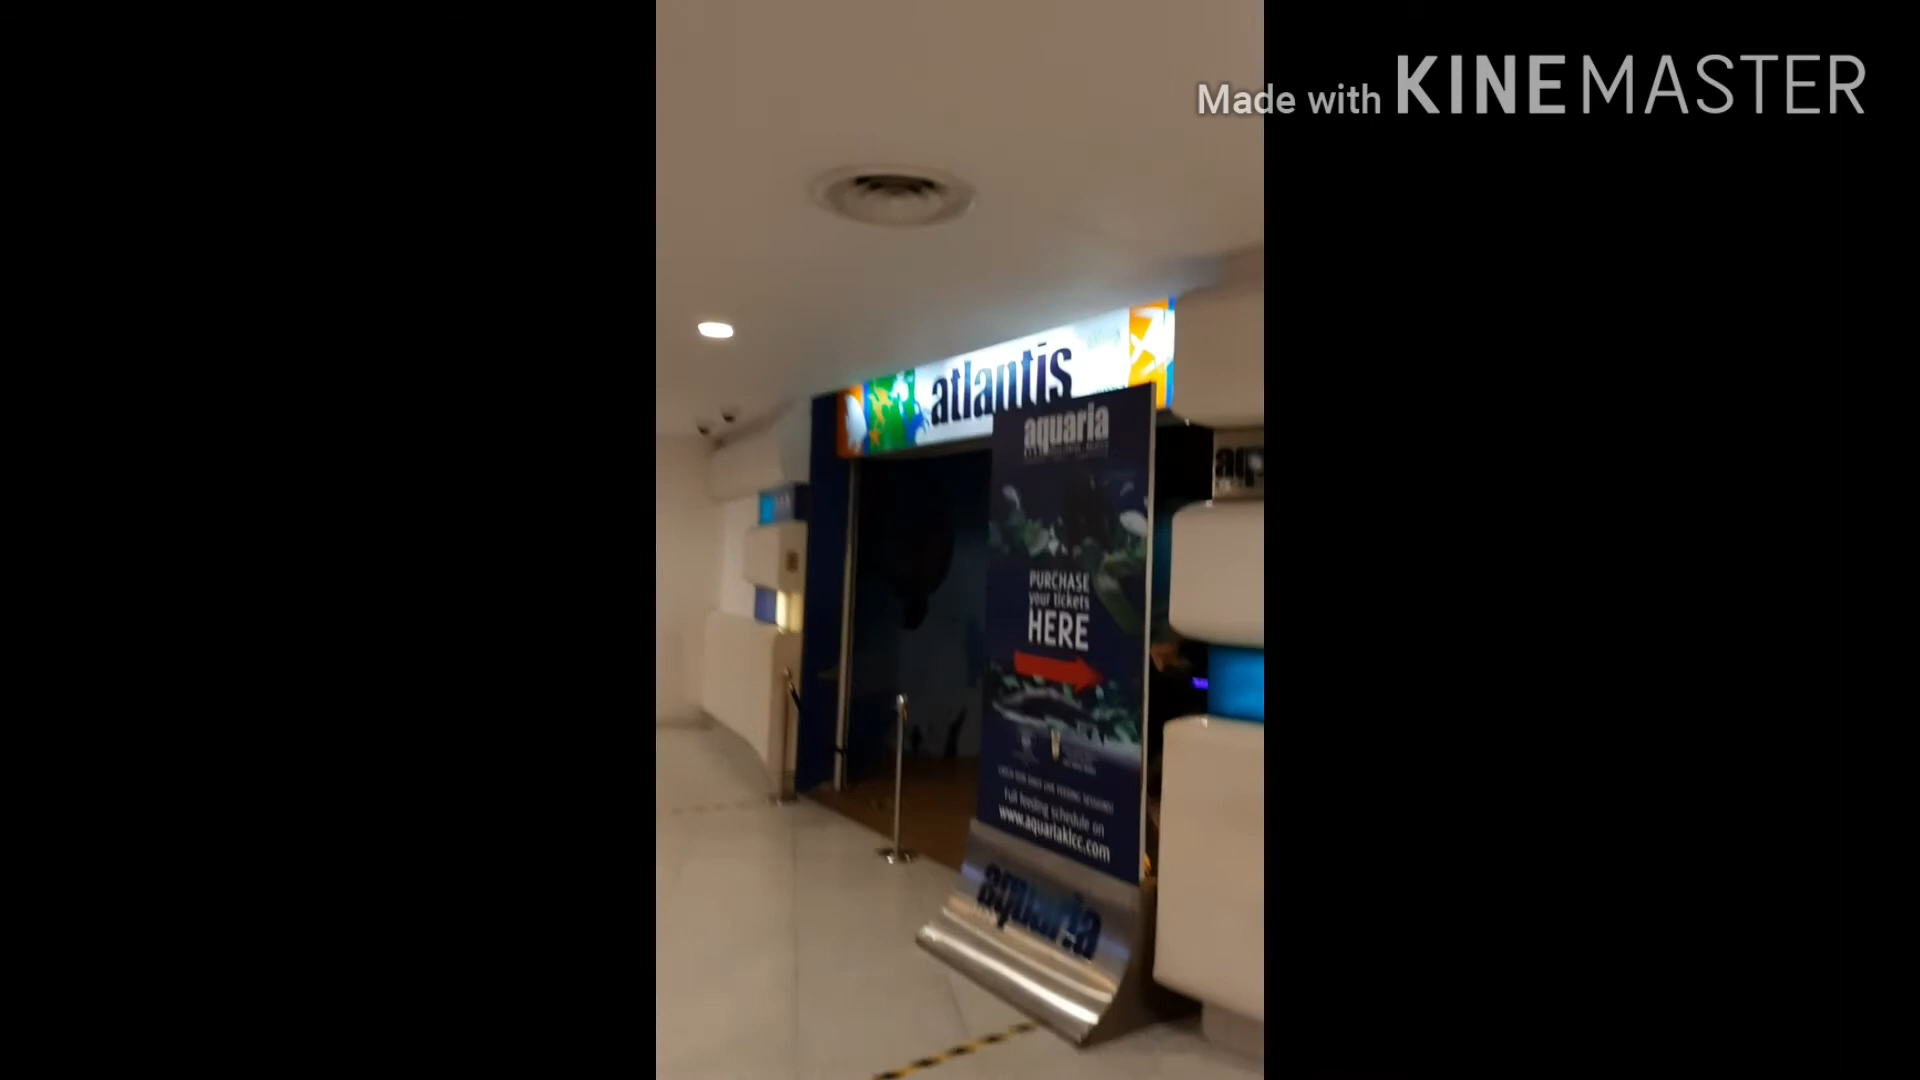 Made with KINEMASTER
atlantis
aquaria
PURCHASE
your tickets
HERE
Full feeding schedule on
www.aquariaklcc.com
aquaria